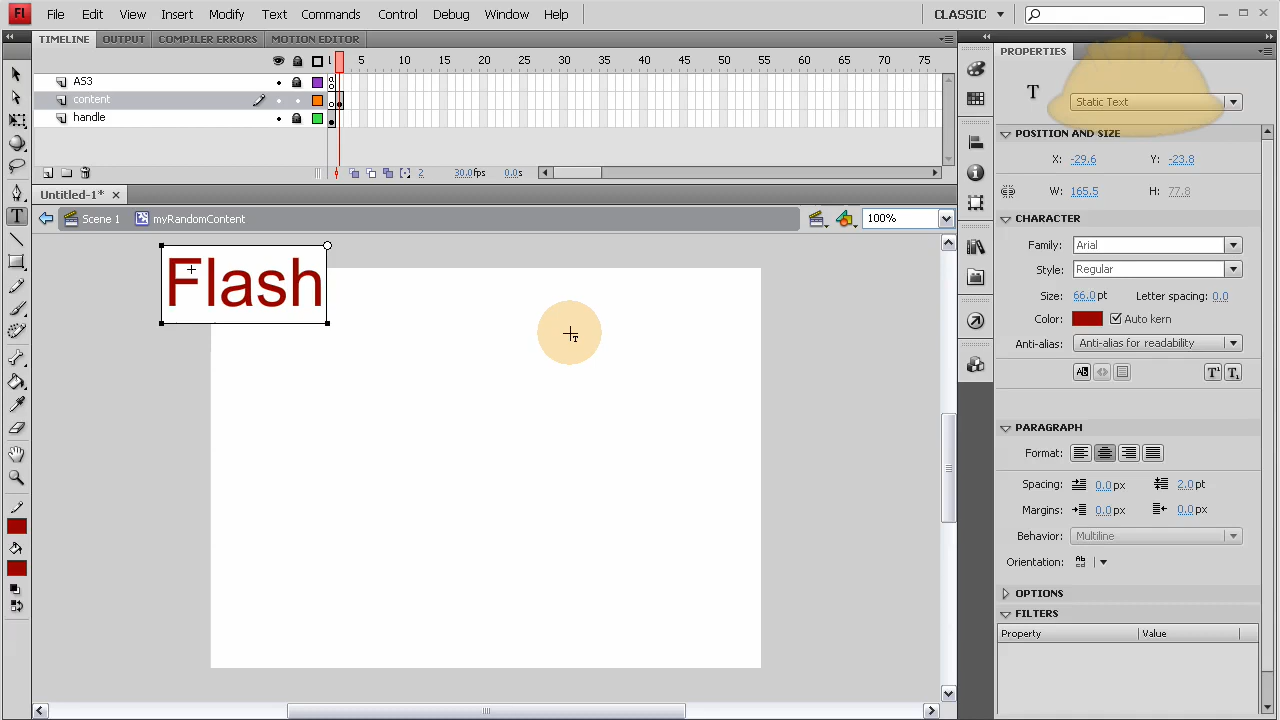 Fl File Edit View Insert Modify Text Commands Control Debug Window Help CLASSIC
TIMELINE OUTPUT COMPILER ERRORS MOTION EDITOR
PROPERTIES
5 10 15 20 25 30 35 40 45 50 55 60 65 70 75
AS3
content
handle
2 30.0fps 0.0s
T Static Text
POSITION AND SIZE
X: -29.6 Y: -23.8
W: 165.5 H: 77.8
Untitled-1* ×
Scene 1 myRandomContent 100%
Flash
CHARACTER
Family: Arial
Style: Regular
Size: 66.0 pt Letter spacing: 0.0
Color: Auto kern
Anti-alias: Anti-alias for readability
T¹ T₁
PARAGRAPH
Format:
Spacing: 0.0 px 2.0 pt
Margins: 0.0 px 0.0 px
Behavior: Multiline
Orientation:
OPTIONS
FILTERS
Property Value